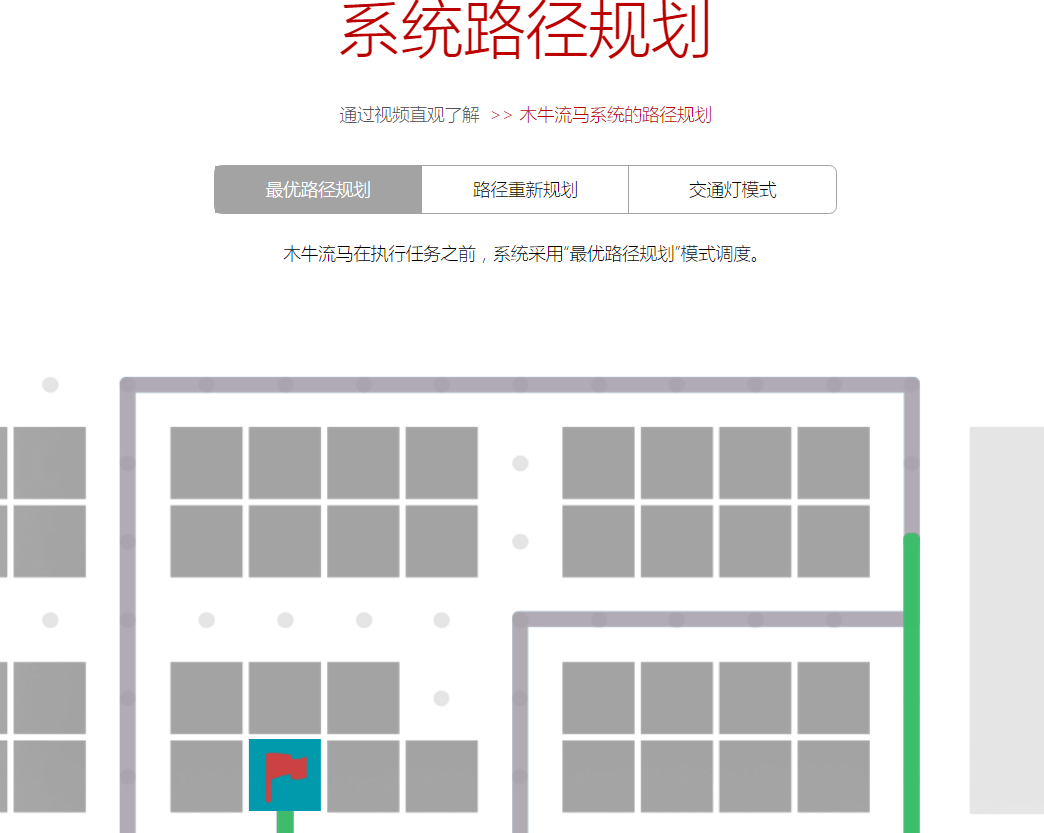 系统路径规划
通过视频直观了解 >> 木牛流马系统的路径规划
最优路径规划 路径重新规划 交通灯模式
木牛流马在执行任务之前，系统采用“最优路径规划”模式调度。